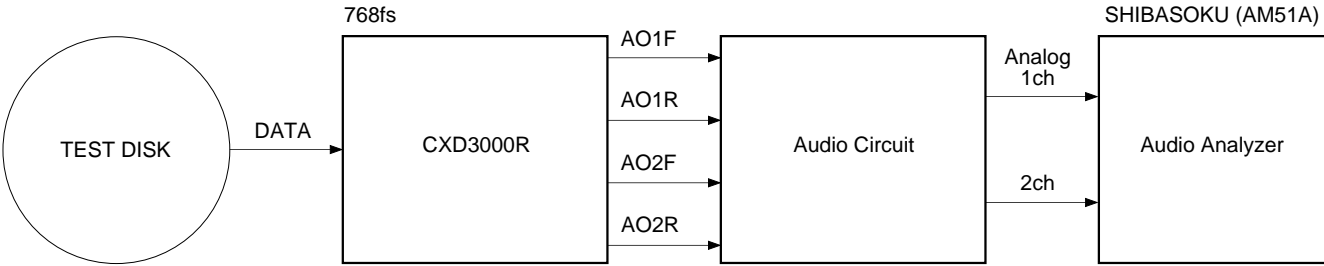 768fs
SHIBASOKU (AM51A)
TEST DISK
DATA
CXD3000R
AO1F
AO1R
AO2F
AO2R
Audio Circuit
Analog
1ch
2ch
Audio Analyzer